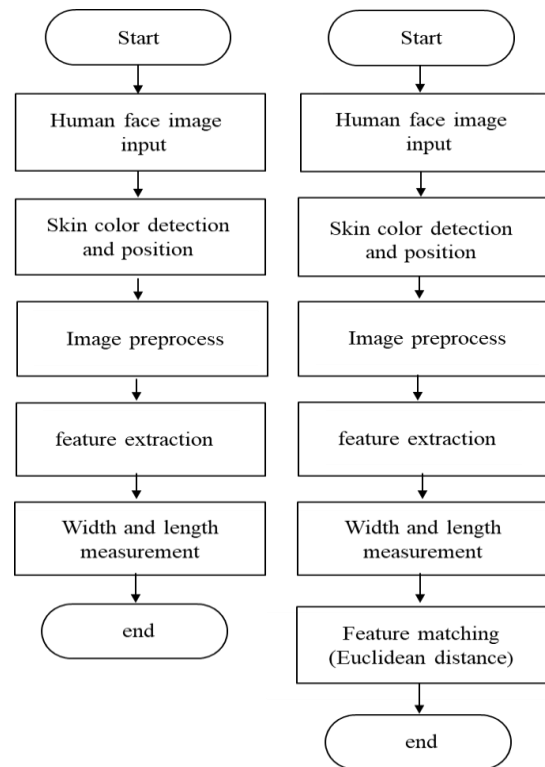 Start
Human face image
input
Skin color detection
and position
Image preprocess
feature extraction
Width and length
measurement
end
Start
Human face image
input
Skin color detection
and position
Image preprocess
feature extraction
Width and length
measurement
Feature matching
(Euclidean distance)
end